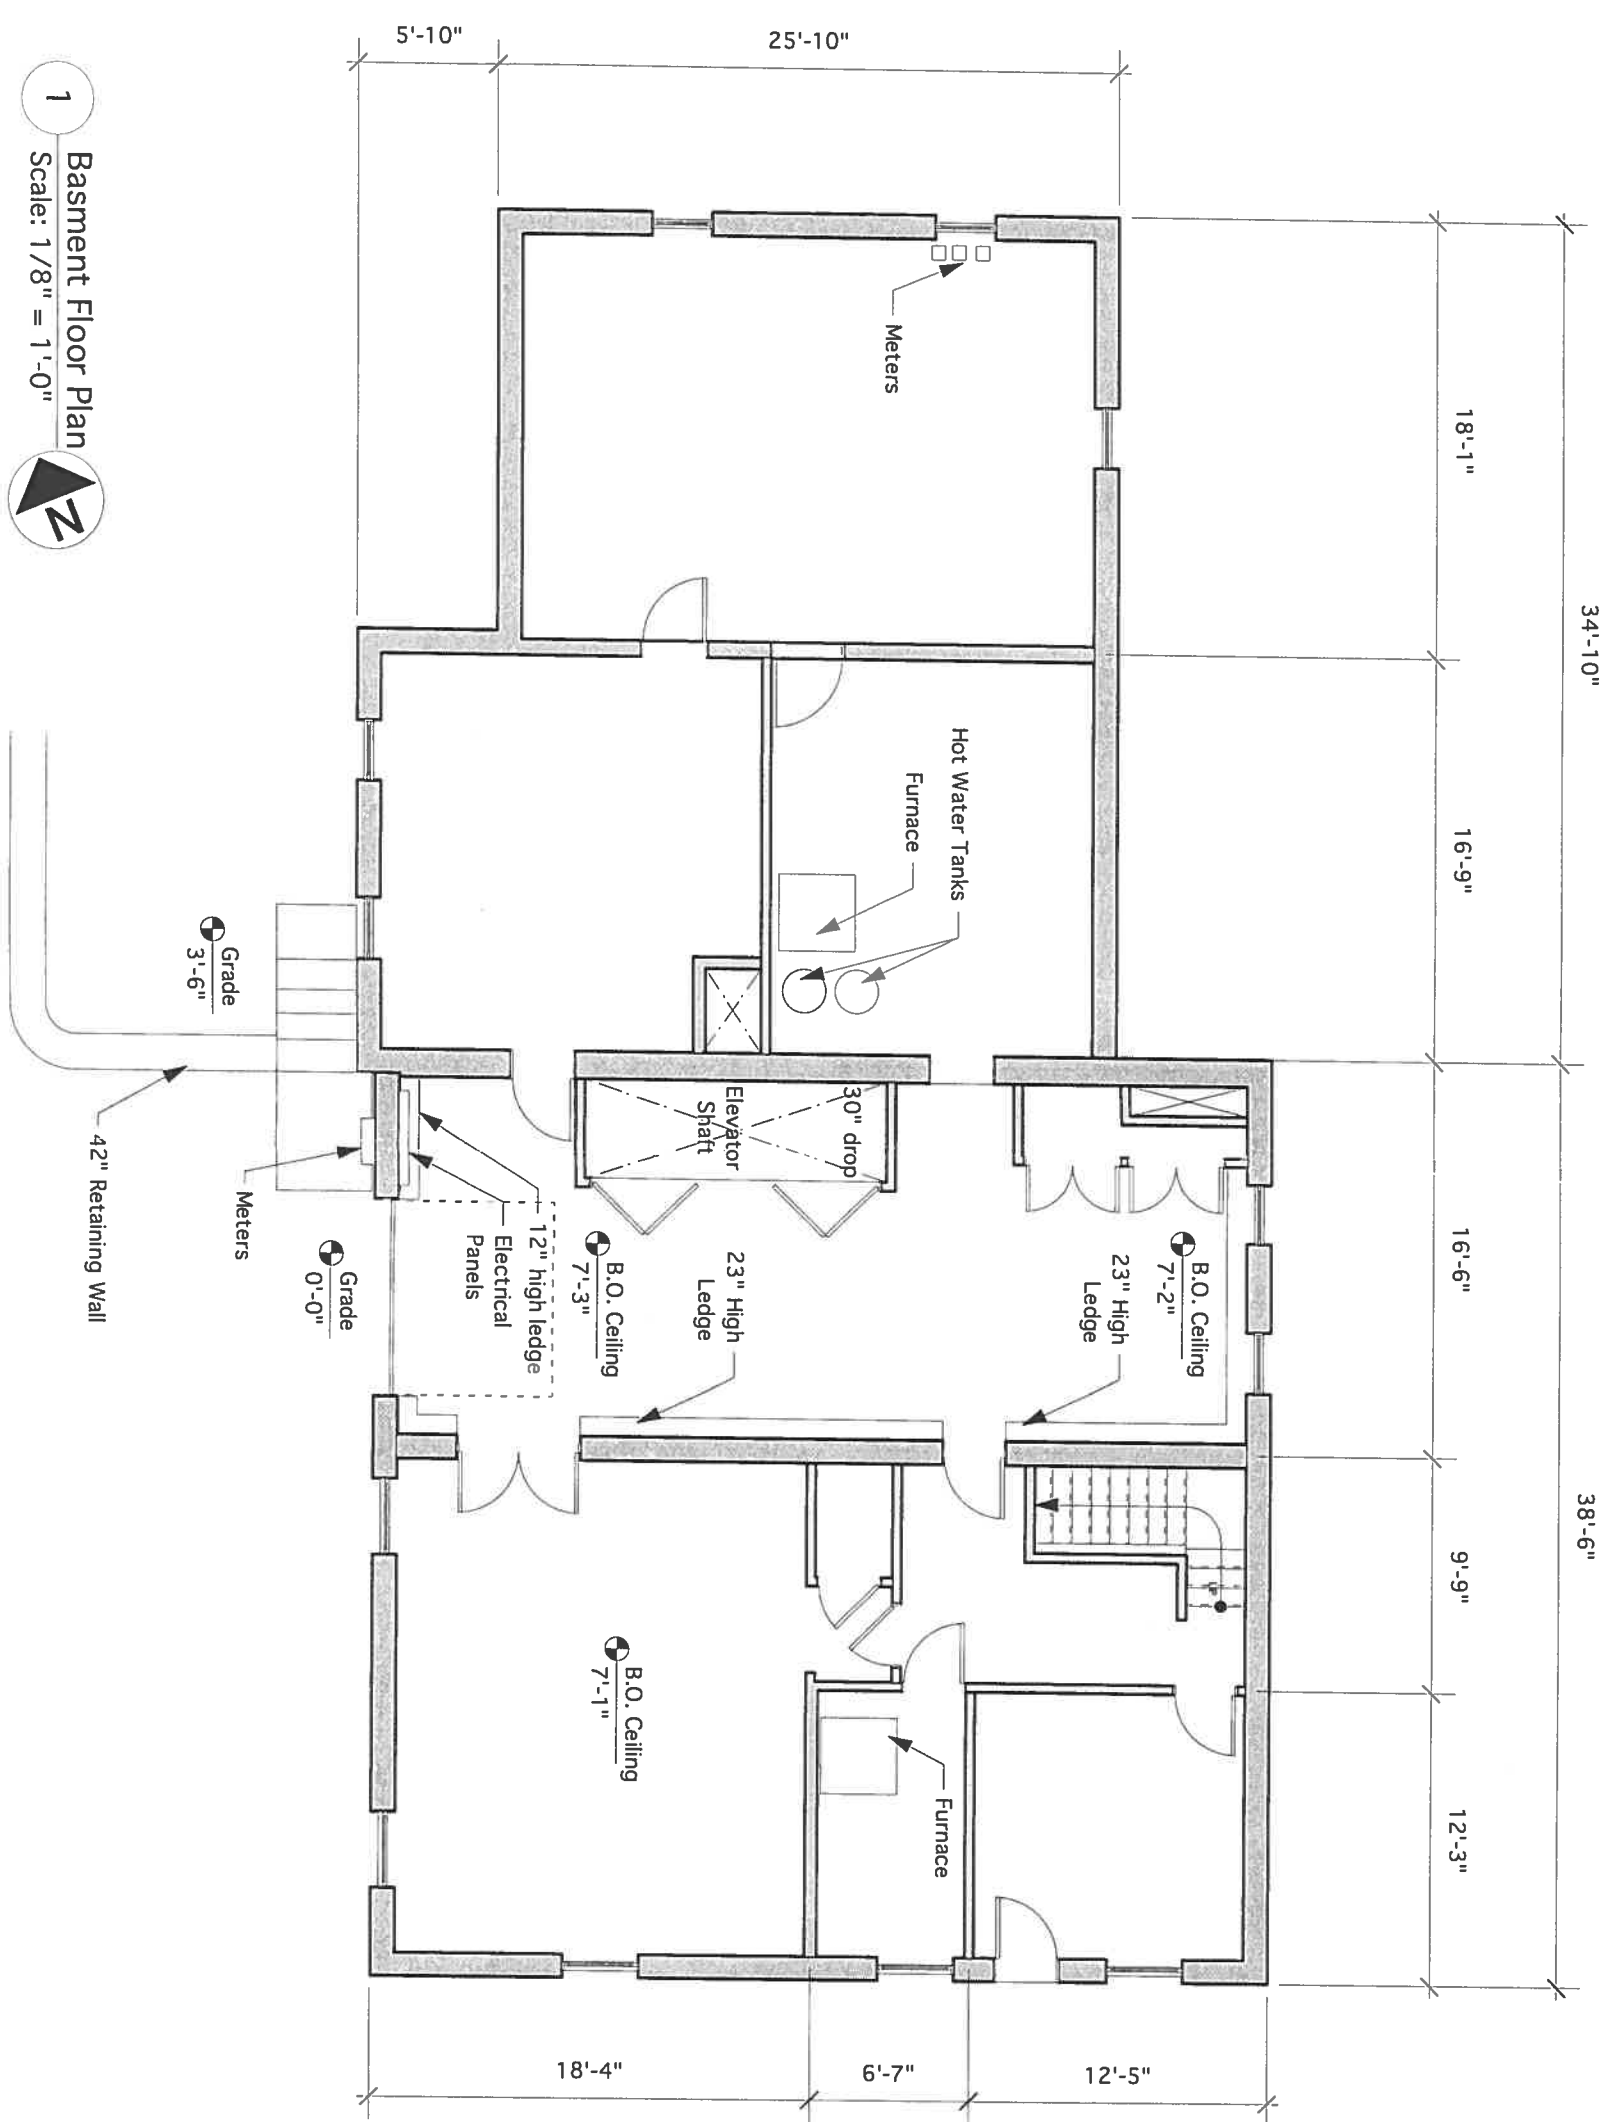 34'-10"
38'-6"
18'-1"
16'-9"
16'-6"
9'-9"
12'-3"
25'-10"
5'-10"
12'-5"
6'-7"
18'-4"
Meters
Hot Water Tanks
Furnace
30" drop
Elevator
Shaft
B.O. Ceiling
7'-2"
23" High
Ledge
UP
B.O. Ceiling
7'-3"
23" High
Ledge
12" high ledge
Electrical
Panels
Furnace
B.O. Ceiling
7'-1"
Grade
3'-6"
Grade
0'-0"
Meters
42" Retaining Wall
1
Basment Floor Plan
Scale: 1/8" = 1'-0"
N